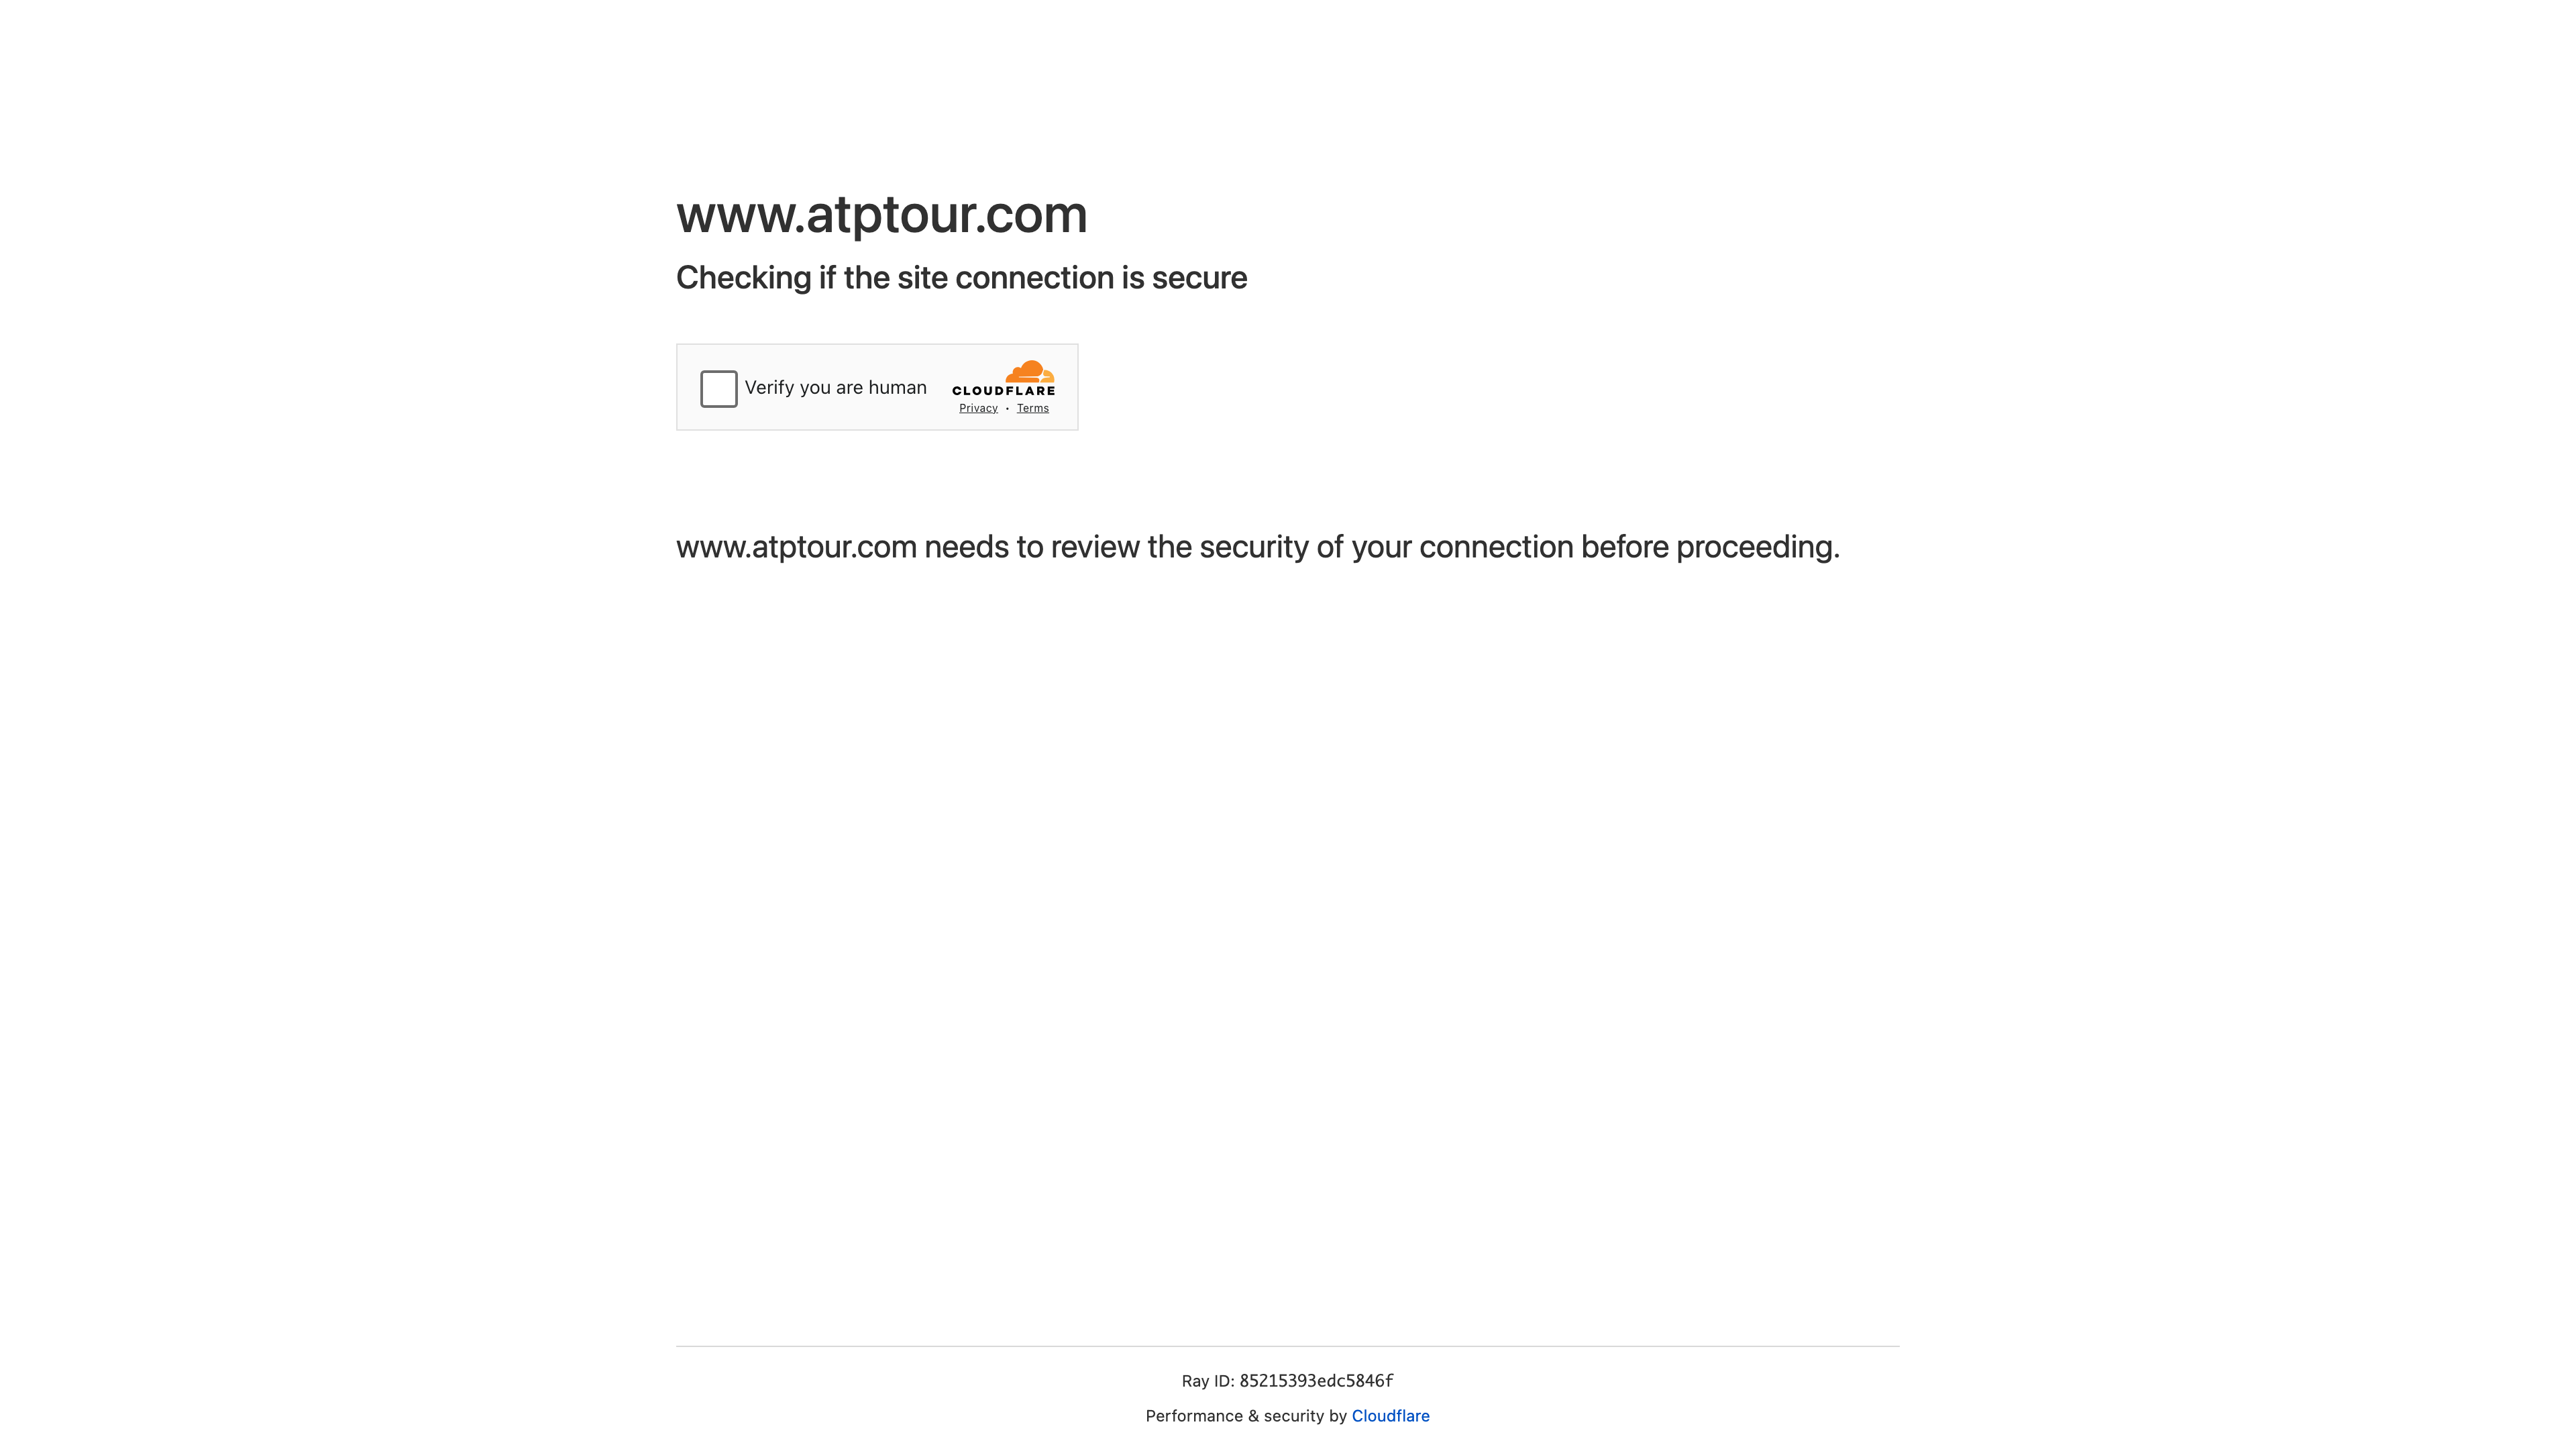 www.atptour.com
Checking if the site connection is secure
Verify you are human
CLOUDFLARE
Privacy • Terms
www.atptour.com needs to review the security of your connection before proceeding.
Ray ID: 85215393edc5846f
Performance & security by Cloudflare